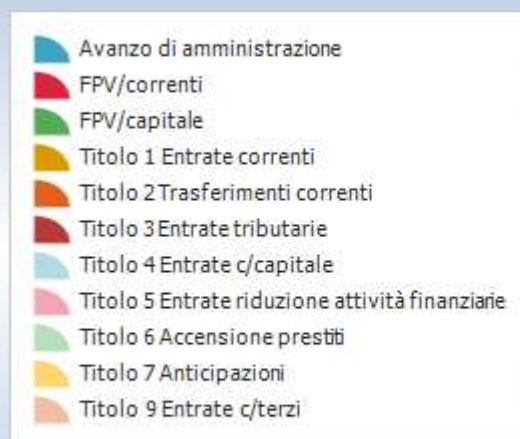 Avanzo di amministrazione
FPV/correnti
FPV/capitale
Titolo 1 Entrate correnti
Titolo 2 Trasferimenti correnti
Titolo 3 Entrate tributarie
Titolo 4 Entrate c/capitale
Titolo 5 Entrate riduzione attività finanziarie
Titolo 6 Accensione prestiti
Titolo 7 Anticipazioni
Titolo 9 Entrate c/terzi